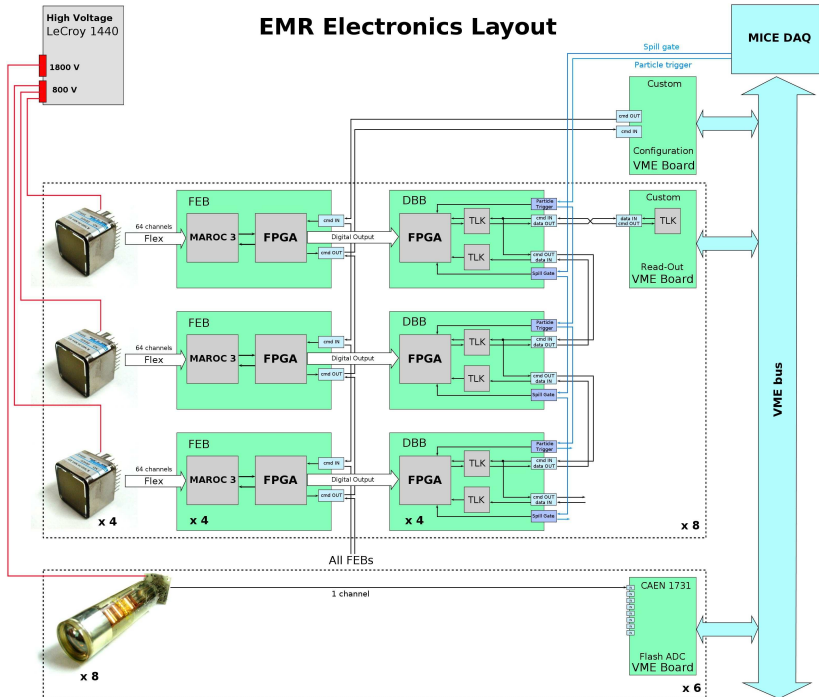 EMR Electronics Layout
High Voltage
LeCroy 1440
1800 V
800 V
MICE DAQ
Spill gate
Particle trigger
Custom
cmd OUT
cmd IN
Configuration
VME Board
FEB
MAROC 3
FPGA
cmd IN
cmd OUT
64 channels
Flex
Digital Output
DBB
FPGA
TLK
TLK
Particle
Trigger
cmd IN
data OUT
cmd OUT
data IN
Spill Gate
data IN
cmd OUT
Custom
TLK
Read-Out
VME Board
FEB
MAROC 3
FPGA
cmd IN
cmd OUT
64 channels
Flex
Digital Output
DBB
FPGA
TLK
TLK
Particle
Trigger
cmd IN
data OUT
cmd OUT
data IN
Spill Gate
VME bus
FEB
MAROC 3
FPGA
cmd IN
cmd OUT
64 channels
Flex
Digital Output
DBB
FPGA
TLK
TLK
Particle
Trigger
cmd IN
data OUT
cmd OUT
data IN
Spill Gate
x 4
x 4
x 4
x 8
All FEBs
1 channel
CAEN 1731
Flash ADC
VME Board
x 8
x 6